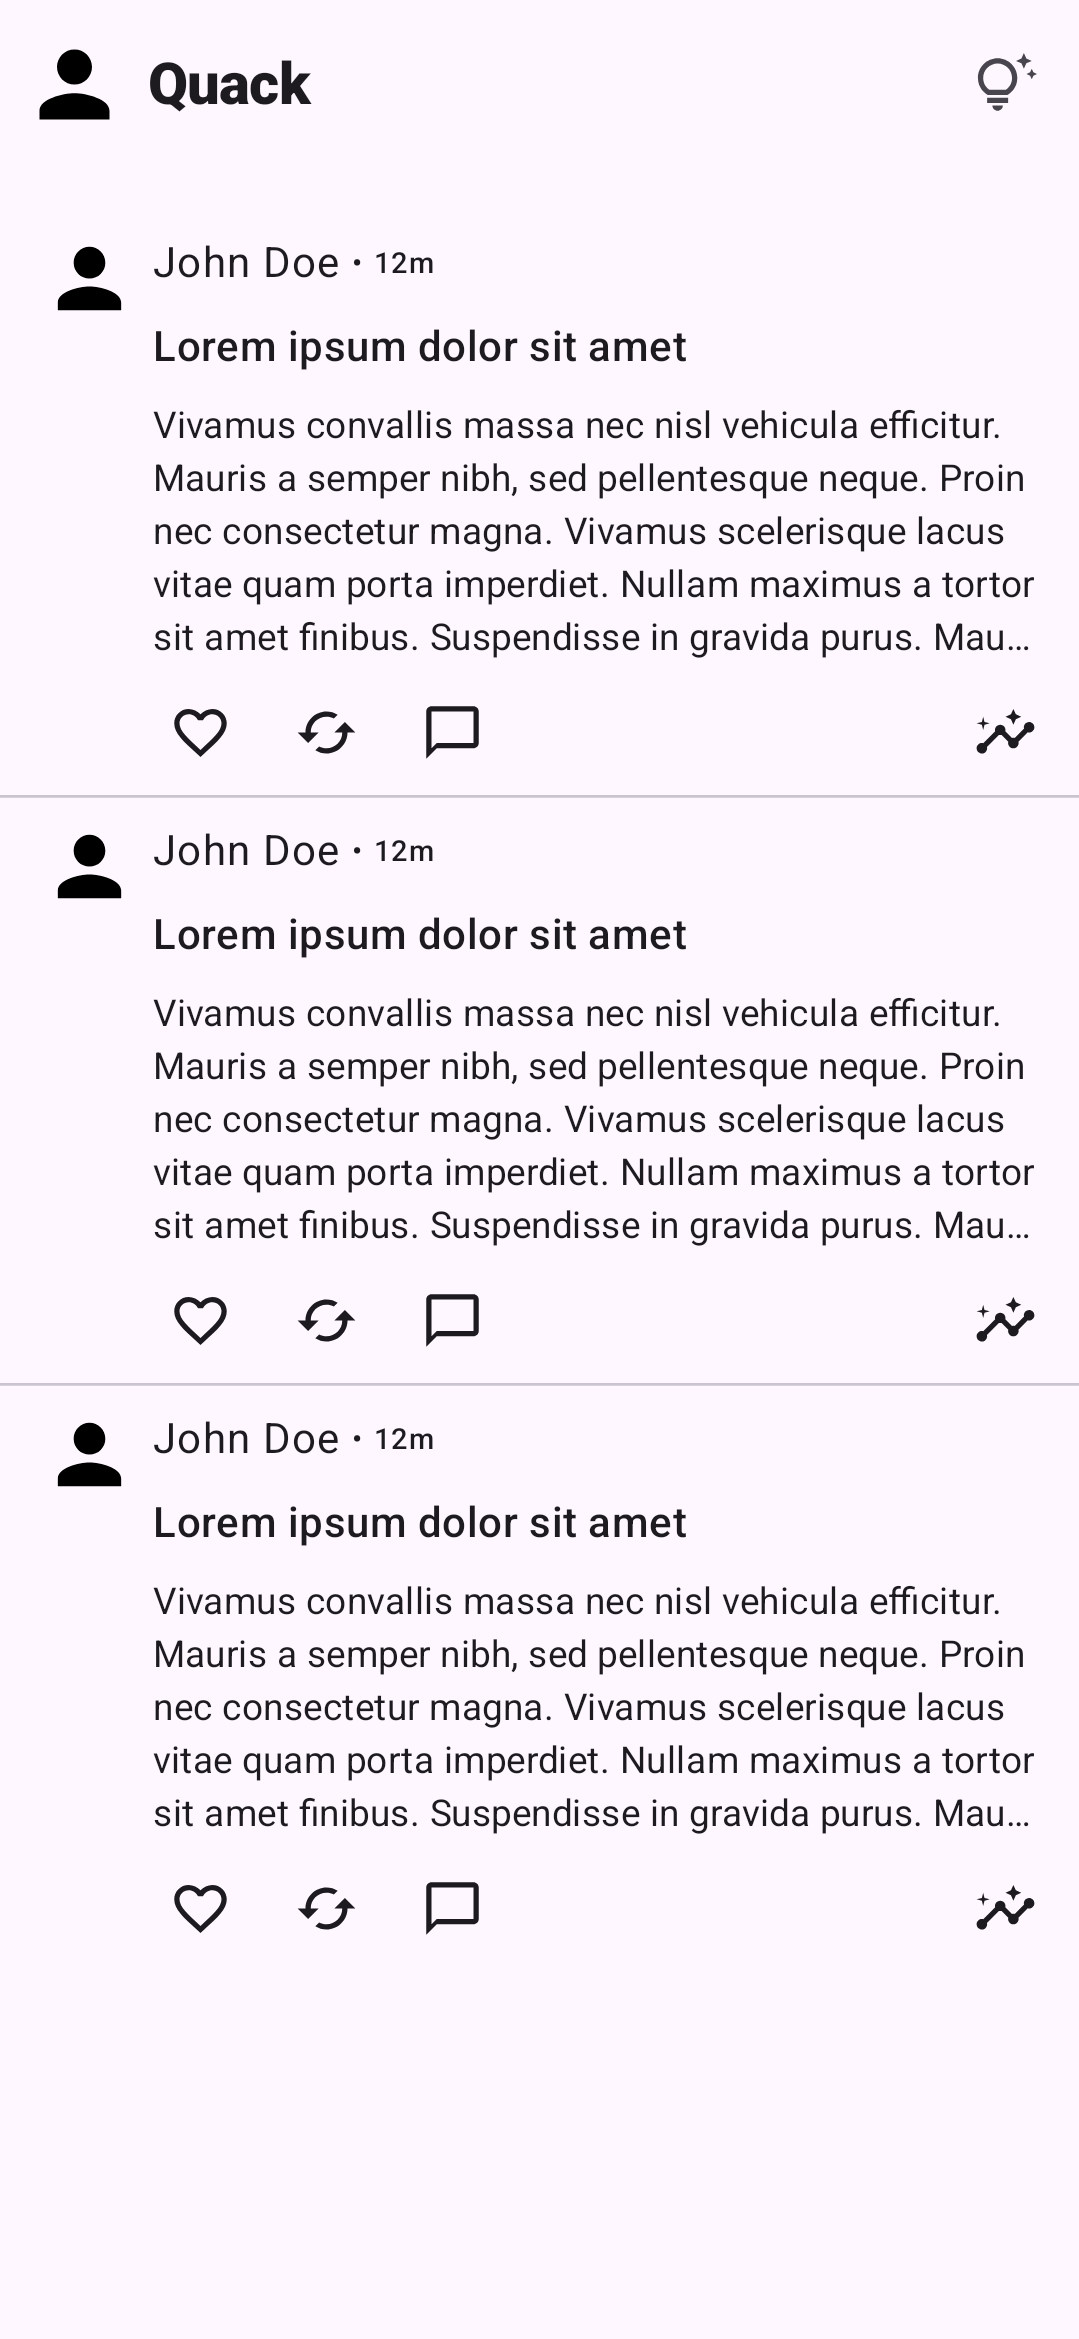 Quack
John Doe • 12m
Lorem ipsum dolor sit amet
Vivamus convallis massa nec nisl vehicula efficitur.
Mauris a semper nibh, sed pellentesque neque. Proin
nec consectetur magna. Vivamus scelerisque lacus
vitae quam porta imperdiet. Nullam maximus a tortor
sit amet finibus. Suspendisse in gravida purus. Mau…
John Doe • 12m
Lorem ipsum dolor sit amet
Vivamus convallis massa nec nisl vehicula efficitur.
Mauris a semper nibh, sed pellentesque neque. Proin
nec consectetur magna. Vivamus scelerisque lacus
vitae quam porta imperdiet. Nullam maximus a tortor
sit amet finibus. Suspendisse in gravida purus. Mau…
John Doe • 12m
Lorem ipsum dolor sit amet
Vivamus convallis massa nec nisl vehicula efficitur.
Mauris a semper nibh, sed pellentesque neque. Proin
nec consectetur magna. Vivamus scelerisque lacus
vitae quam porta imperdiet. Nullam maximus a tortor
sit amet finibus. Suspendisse in gravida purus. Mau…